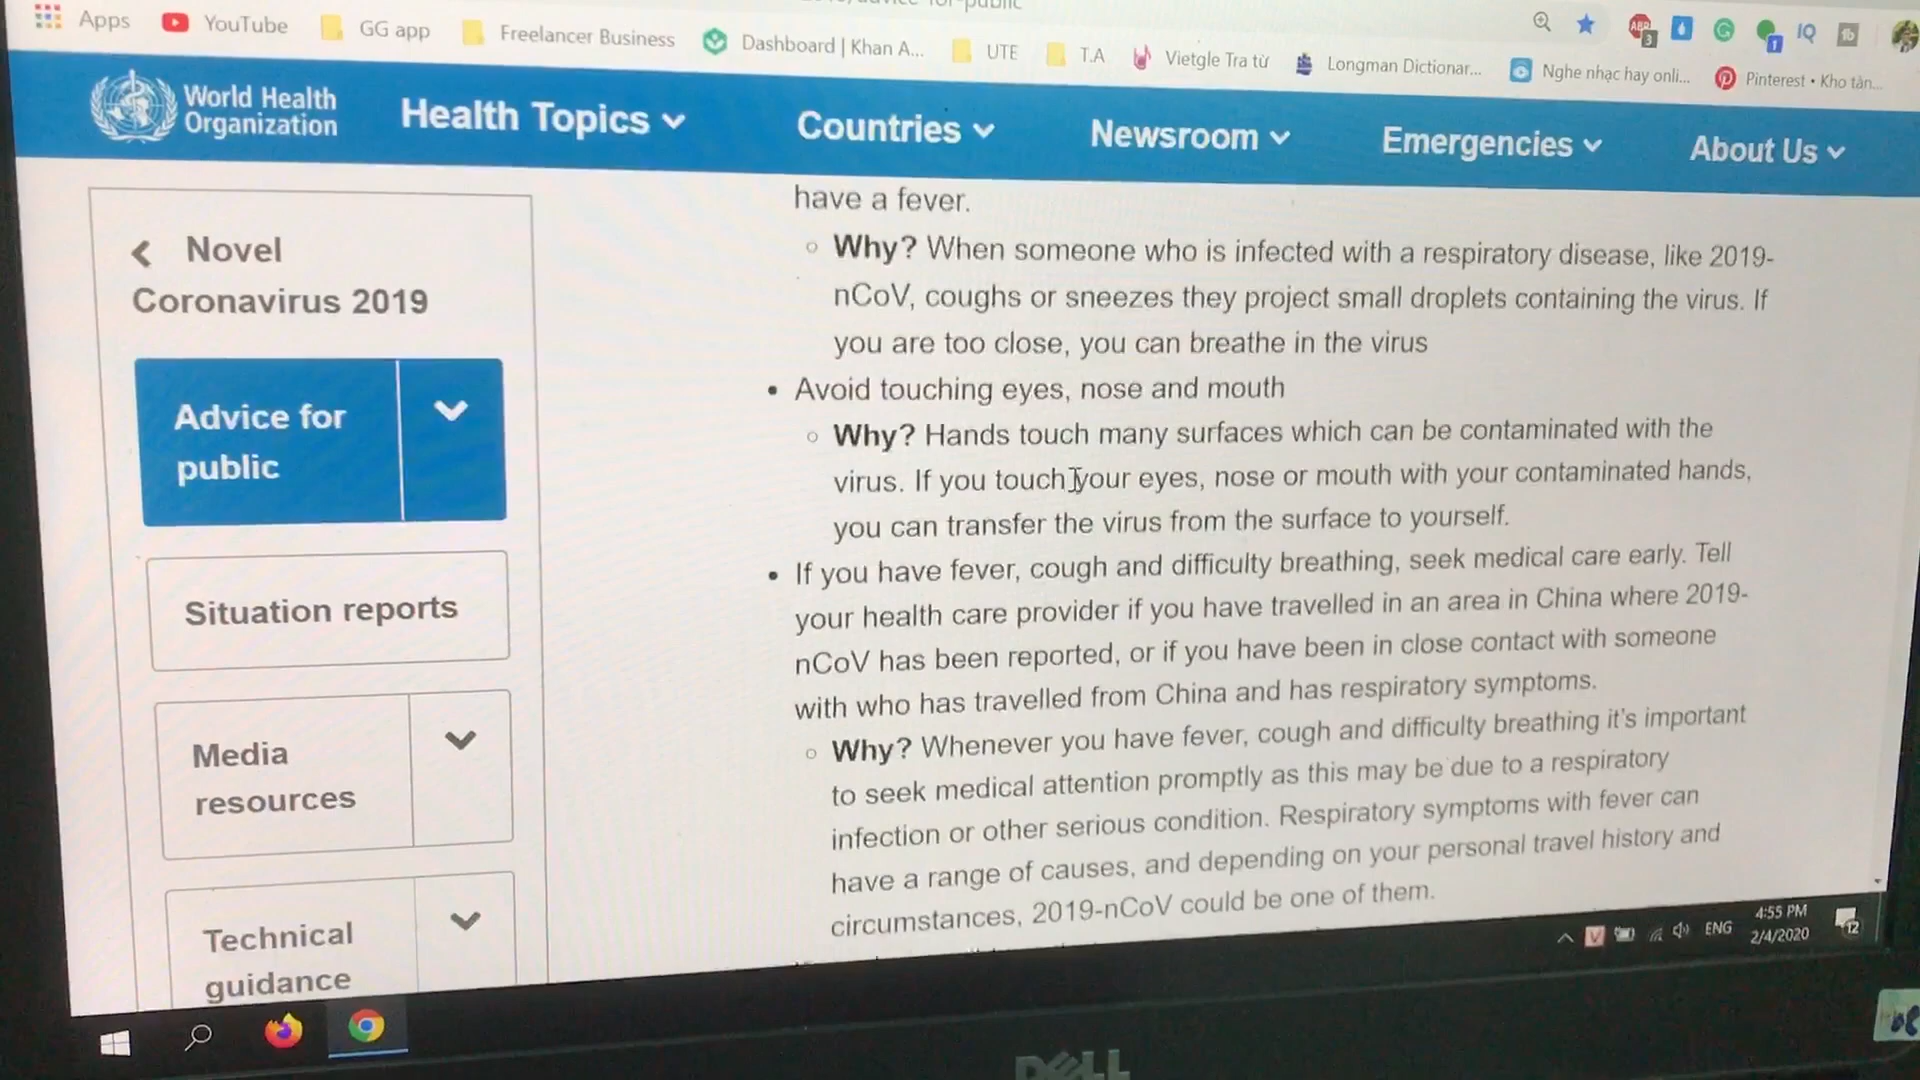 Apps YouTube GG app Freelancer Business Dashboard | Khan A... UTE T.A Vietgle Tra từ Longman Dictionar... Nghe nhạc hay onli... Pinterest • Kho tàn...
World Health
Organization
Health Topics Countries Newsroom Emergencies About Us
Novel
Coronavirus 2019
Advice for
public
Situation reports
Media
resources
Technical
guidance
have a fever.
Why? When someone who is infected with a respiratory disease, like 2019-
nCoV, coughs or sneezes they project small droplets containing the virus. If
you are too close, you can breathe in the virus
• Avoid touching eyes, nose and mouth
Why? Hands touch many surfaces which can be contaminated with the
virus. If you touch your eyes, nose or mouth with your contaminated hands,
you can transfer the virus from the surface to yourself.
• If you have fever, cough and difficulty breathing, seek medical care early. Tell
your health care provider if you have travelled in an area in China where 2019-
nCoV has been reported, or if you have been in close contact with someone
with who has travelled from China and has respiratory symptoms.
Why? Whenever you have fever, cough and difficulty breathing it's important
to seek medical attention promptly as this may be due to a respiratory
infection or other serious condition. Respiratory symptoms with fever can
have a range of causes, and depending on your personal travel history and
circumstances, 2019-nCoV could be one of them.
ENG
4:55 PM
2/4/2020
12
DELL